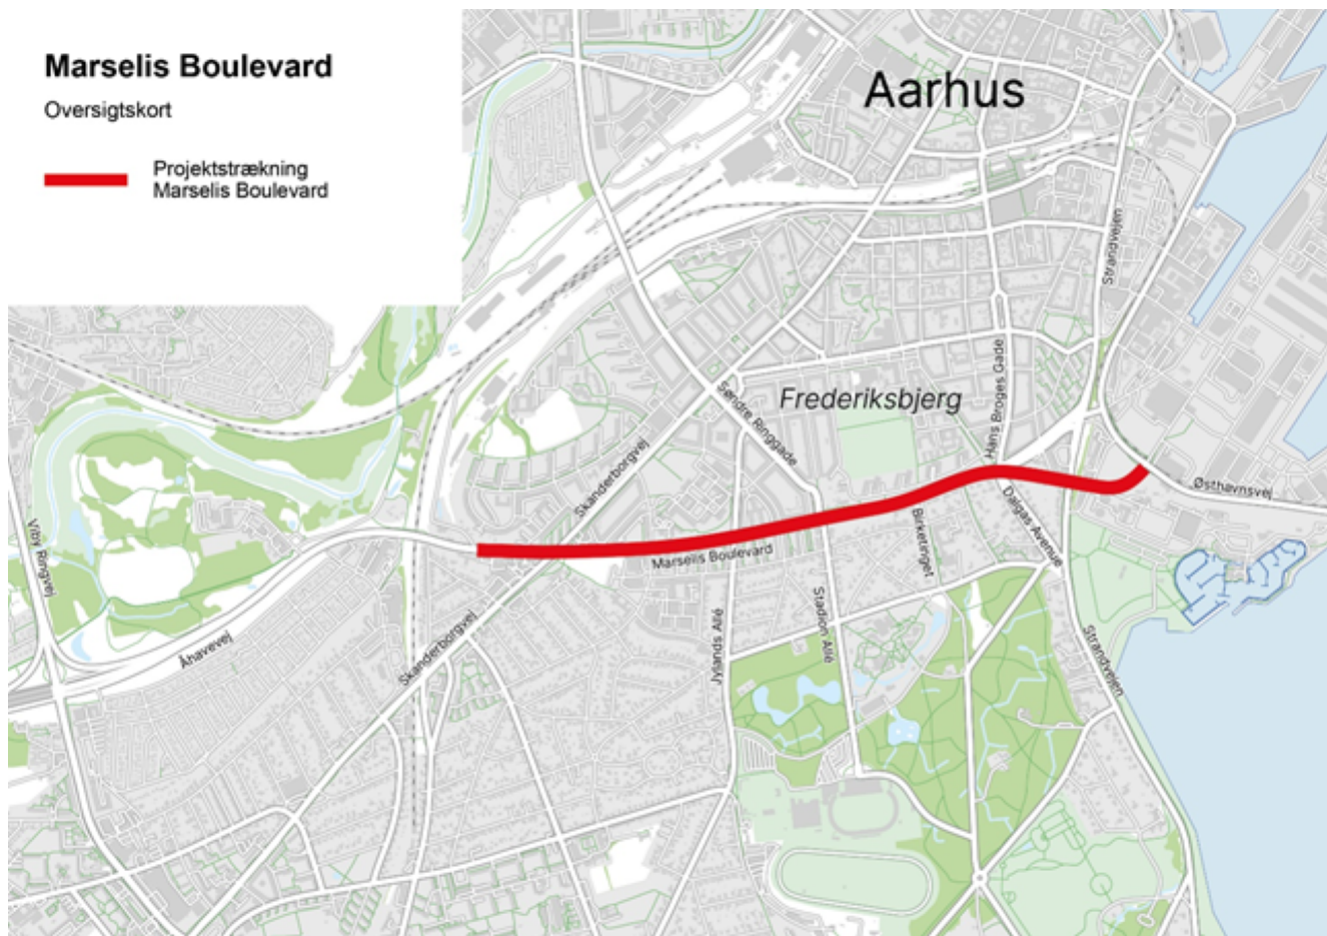 Marselis Boulevard
Oversigtskort
Projektstrækning
Marselis Boulevard
Aarhus
Strandvejen
Hans Broges Gade
Søndre Ringgade
Frederiksbjerg
Skanderborgvej
Østhavnsvej
Dalgas Avenue
Birketinget
Viby Ringvej
Marselis Boulevard
Stadion Allé
Jyllands Allé
Skanderborgvej
Åhavevej
Strandvejen